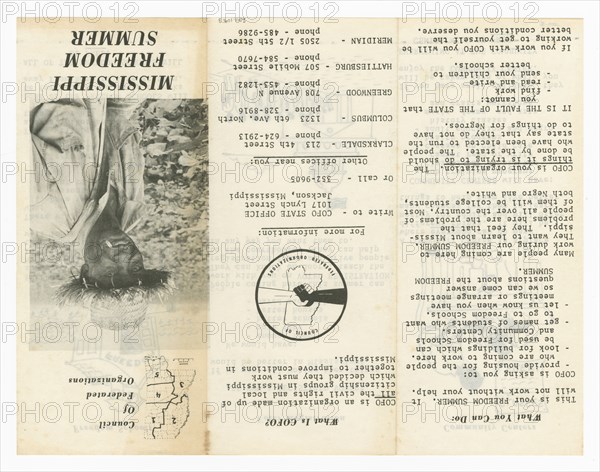 What You Can Do:
This is your FREEDOM SUMMER. It
will not work without your help.
COFO is asking you to:
- provide housing for the people
who are coming to work here.
- look for buildings which can
be used for Freedom Schools
and Community Centers.
- get names of students who want
to go to Freedom Schools.
- let us know when you have
meetings or arrange meetings
so we can come answer
questions about the FREEDOM
SUMMER.
Many people are coming here to
work during our FREEDOM SUMMER.
They want to learn about Missis-
sippi. They feel that the
problems here are the problems of
people all over the country. Most
of them will be college students,
both Negro and white.
COFO is your organization. The
things it is trying to do should
be done by the state. The people
who have been elected to run the
state say that they do not have
to do things for Negroes.
IT IS THE FAULT OF THE STATE that
you cannot:
- find work
- read and write
- send your children to
better schools.
If you work with COFO you will be
working to get yourself the
better conditions you deserve.
What Is COFO?
COFO is an organization made up of
all the civil rights and local
citizenship groups in Mississippi
which decided they must work
together to improve conditions in
Mississippi.
COUNCIL OF
FEDERATED ORGANIZATIONS
For more information:
Write to - COFO STATE OFFICE
1017 Lynch Street
Jackson, Mississippi
Or call - 352-9605
Other offices near you:
CLARKSDALE - 213 4th Street
phone - 624-2913
COLUMBUS - 1323 6th Ave. North
phone - 328-8916
GREENWOOD - 708 Avenue N
phone - 453-1282
HATTIESBURG - 507 Mobile Street
phone - 584-7670
MERIDIAN - 2505 1/2 5th Street
phone - 485-9286
Council
Of
Federated
Organizations
1
2
3
4
5
MISSISSIPPI
FREEDOM
SUMMER
PHOTO12